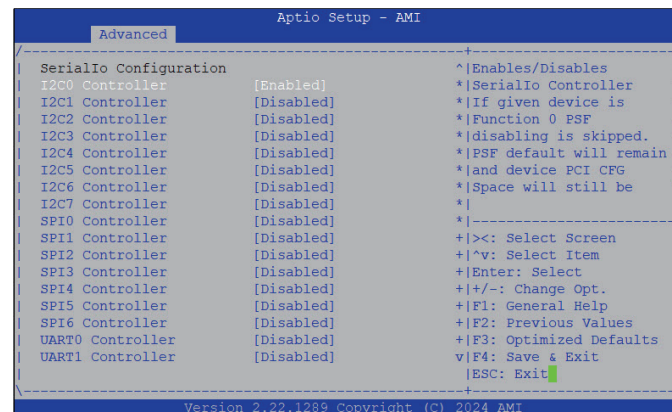 Aptio Setup - AMI
Advanced
SerialIo Configuration ^|Enables/Disables
I2C0 Controller [Enabled] *|SerialIo Controller
I2C1 Controller [Disabled] *|If given device is
I2C2 Controller [Disabled] *|Function 0 PSF
I2C3 Controller [Disabled] *|disabling is skipped.
I2C4 Controller [Disabled] *|PSF default will remain
I2C5 Controller [Disabled] *|and device PCI CFG
I2C6 Controller [Disabled] *|Space will still be
I2C7 Controller [Disabled] *|
SPI0 Controller [Disabled] *|
SPI1 Controller [Disabled] +|><: Select Screen
SPI2 Controller [Disabled] +|^v: Select Item
SPI3 Controller [Disabled] +|Enter: Select
SPI4 Controller [Disabled] +|+/-: Change Opt.
SPI5 Controller [Disabled] +|F1: General Help
SPI6 Controller [Disabled] +|F2: Previous Values
UART0 Controller [Disabled] +|F3: Optimized Defaults
UART1 Controller [Disabled] v|F4: Save & Exit
|ESC: Exit
Version 2.22.1289 Copyright (C) 2024 AMI